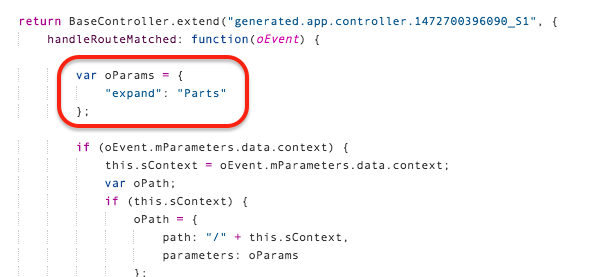 return BaseController.extend("generated.app.controller.1472700396090_S1", {
handleRouteMatched: function(oEvent) {
var oParams = {
"expand": "Parts"
};
if (oEvent.mParameters.data.context) {
this.sContext = oEvent.mParameters.data.context;
var oPath;
if (this.sContext) {
oPath = {
path: "/" + this.sContext,
parameters: oParams
};